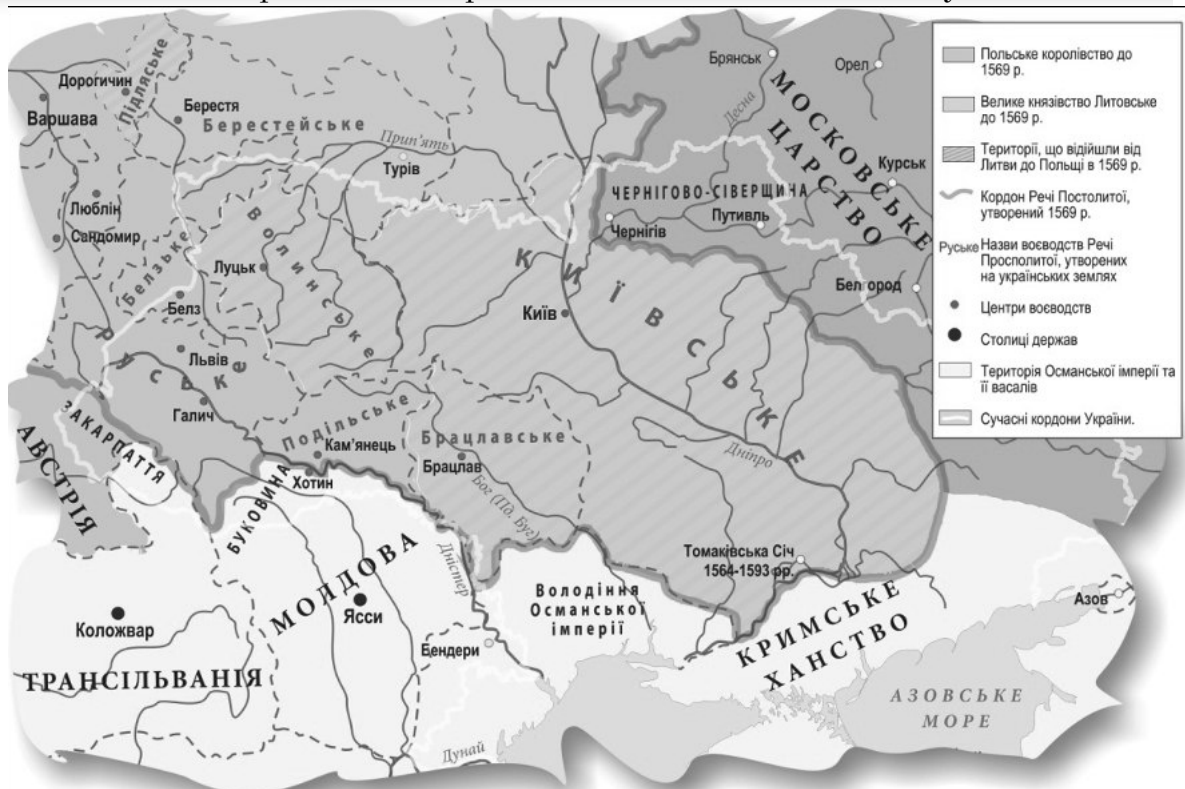 Дорогичин
Підляське
Варшава
Берестя
Берестейське
Прип'ять
Турів
Люблін
Сандомир
Белзьке
Волинське
Луцьк
Белз
Львів
Руське
Галич
ЗАКАРПАТТЯ
АВСТРІЯ
Подільське
Кам'янець
Хотин
БУКОВИНА
Брацлавське
Брацлав
Бог (Пд. Буг)
Дністер
МОЛДОВА
Ясси
Коложвар
ТРАНСІЛЬВАНІЯ
Бендери
Дунай
Володіння
Османської
імперії
Київ
КИЇВСЬКЕ
Дніпро
Томаківська Січ
1564-1593 рр.
КРИМСЬКЕ
ХАНСТВО
АЗОВСЬКЕ
МОРЕ
Азов
Брянськ
Орел
Десна
МОСКОВСЬКЕ
ЦАРСТВО
Курськ
ЧЕРНІГОВО-СІВЕРЩИНА
Путивль
Чернігів
Белгород
Польське королівство до
1569 р.
Велике князівство Литовське
до 1569 р.
Території, що відійшли від
Литви до Польщі в 1569 р.
Кордон Речі Постолитої,
утворений 1569 р.
Руське Назви воєводств Речі
Просполитої, утворених
на українських землях
Центри воєводств
Столиці держав
Територія Османської імперії та
її васалів
Сучасні кордони України.